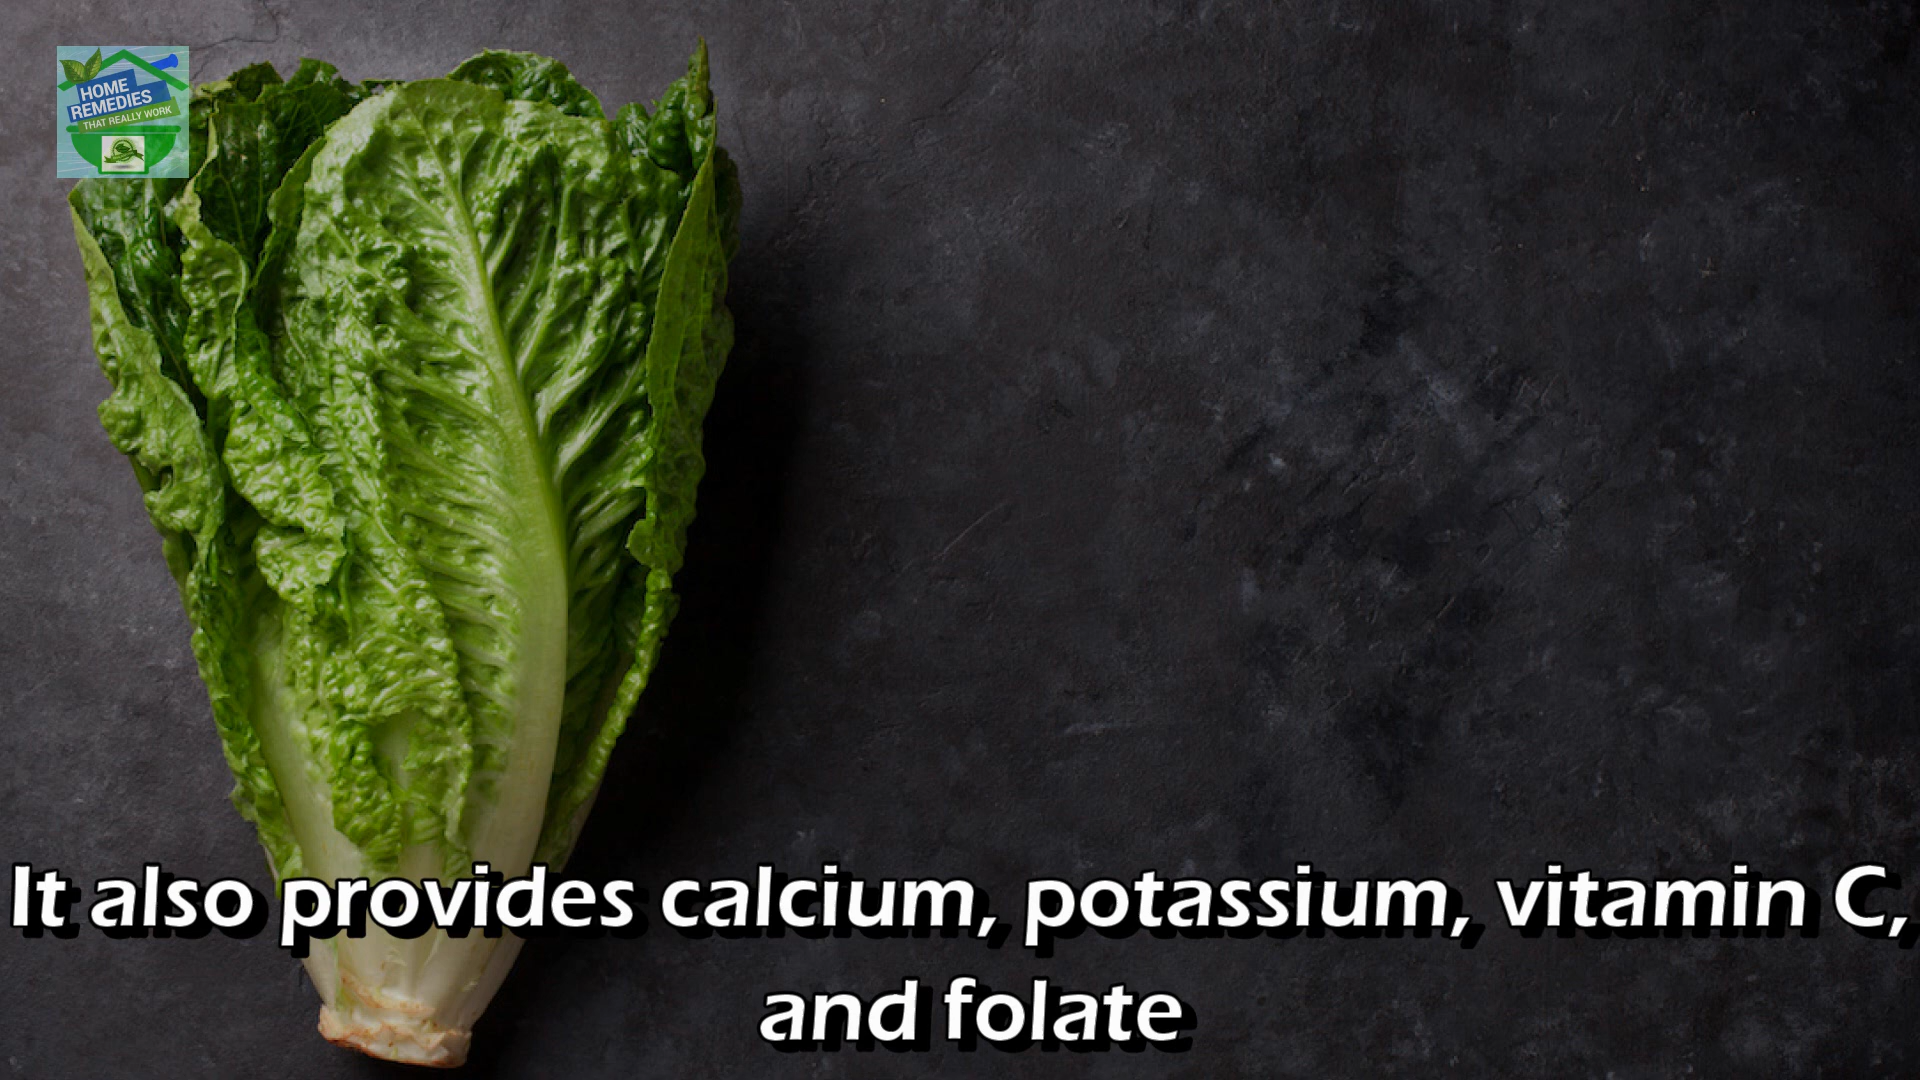 HOME
REMEDIES
THAT REALLY WORK
It also provides calcium, potassium, vitamin C,
and folate